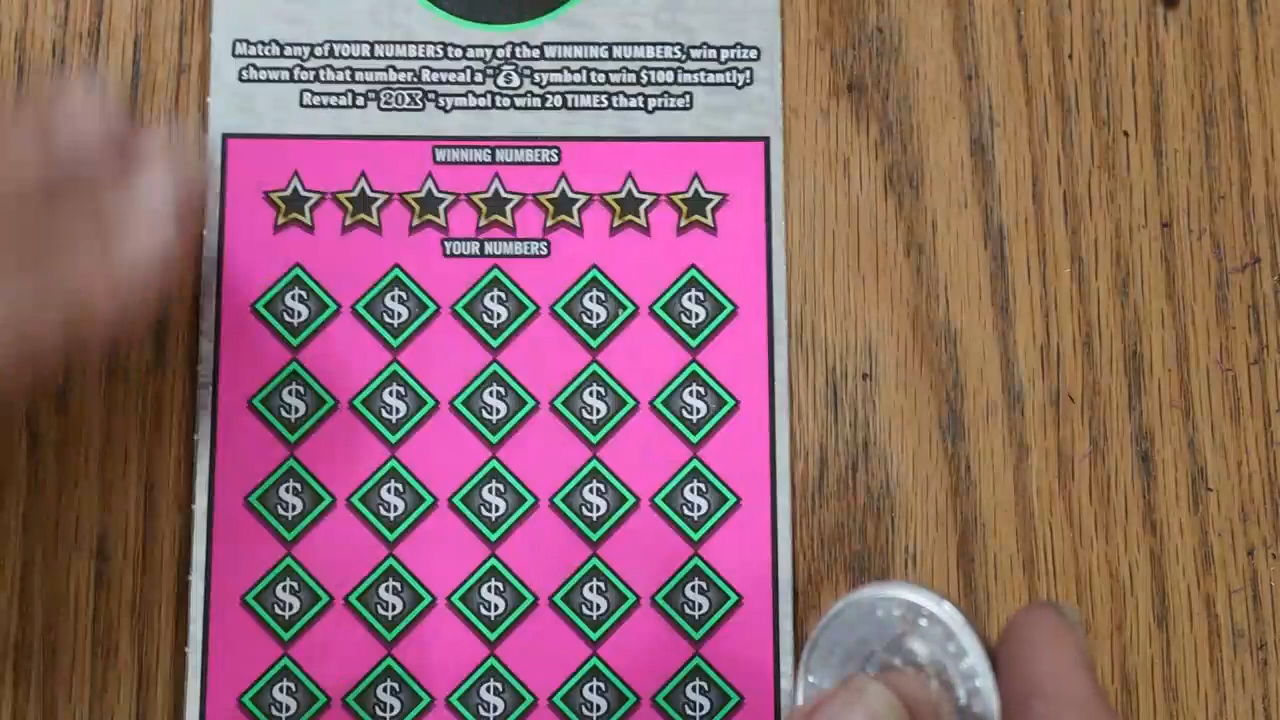 Match any of YOUR NUMBERS to any of the WINNING NUMBERS, win prize
shown for that number. Reveal a "$" symbol to win $100 instantly!
Reveal a "20X" symbol to win 20 TIMES that prize!
WINNING NUMBERS
YOUR NUMBERS
$ $ $ $ $
$ $ $ $ $
$ $ $ $ $
$ $ $ $ $
$ $ $ $ $